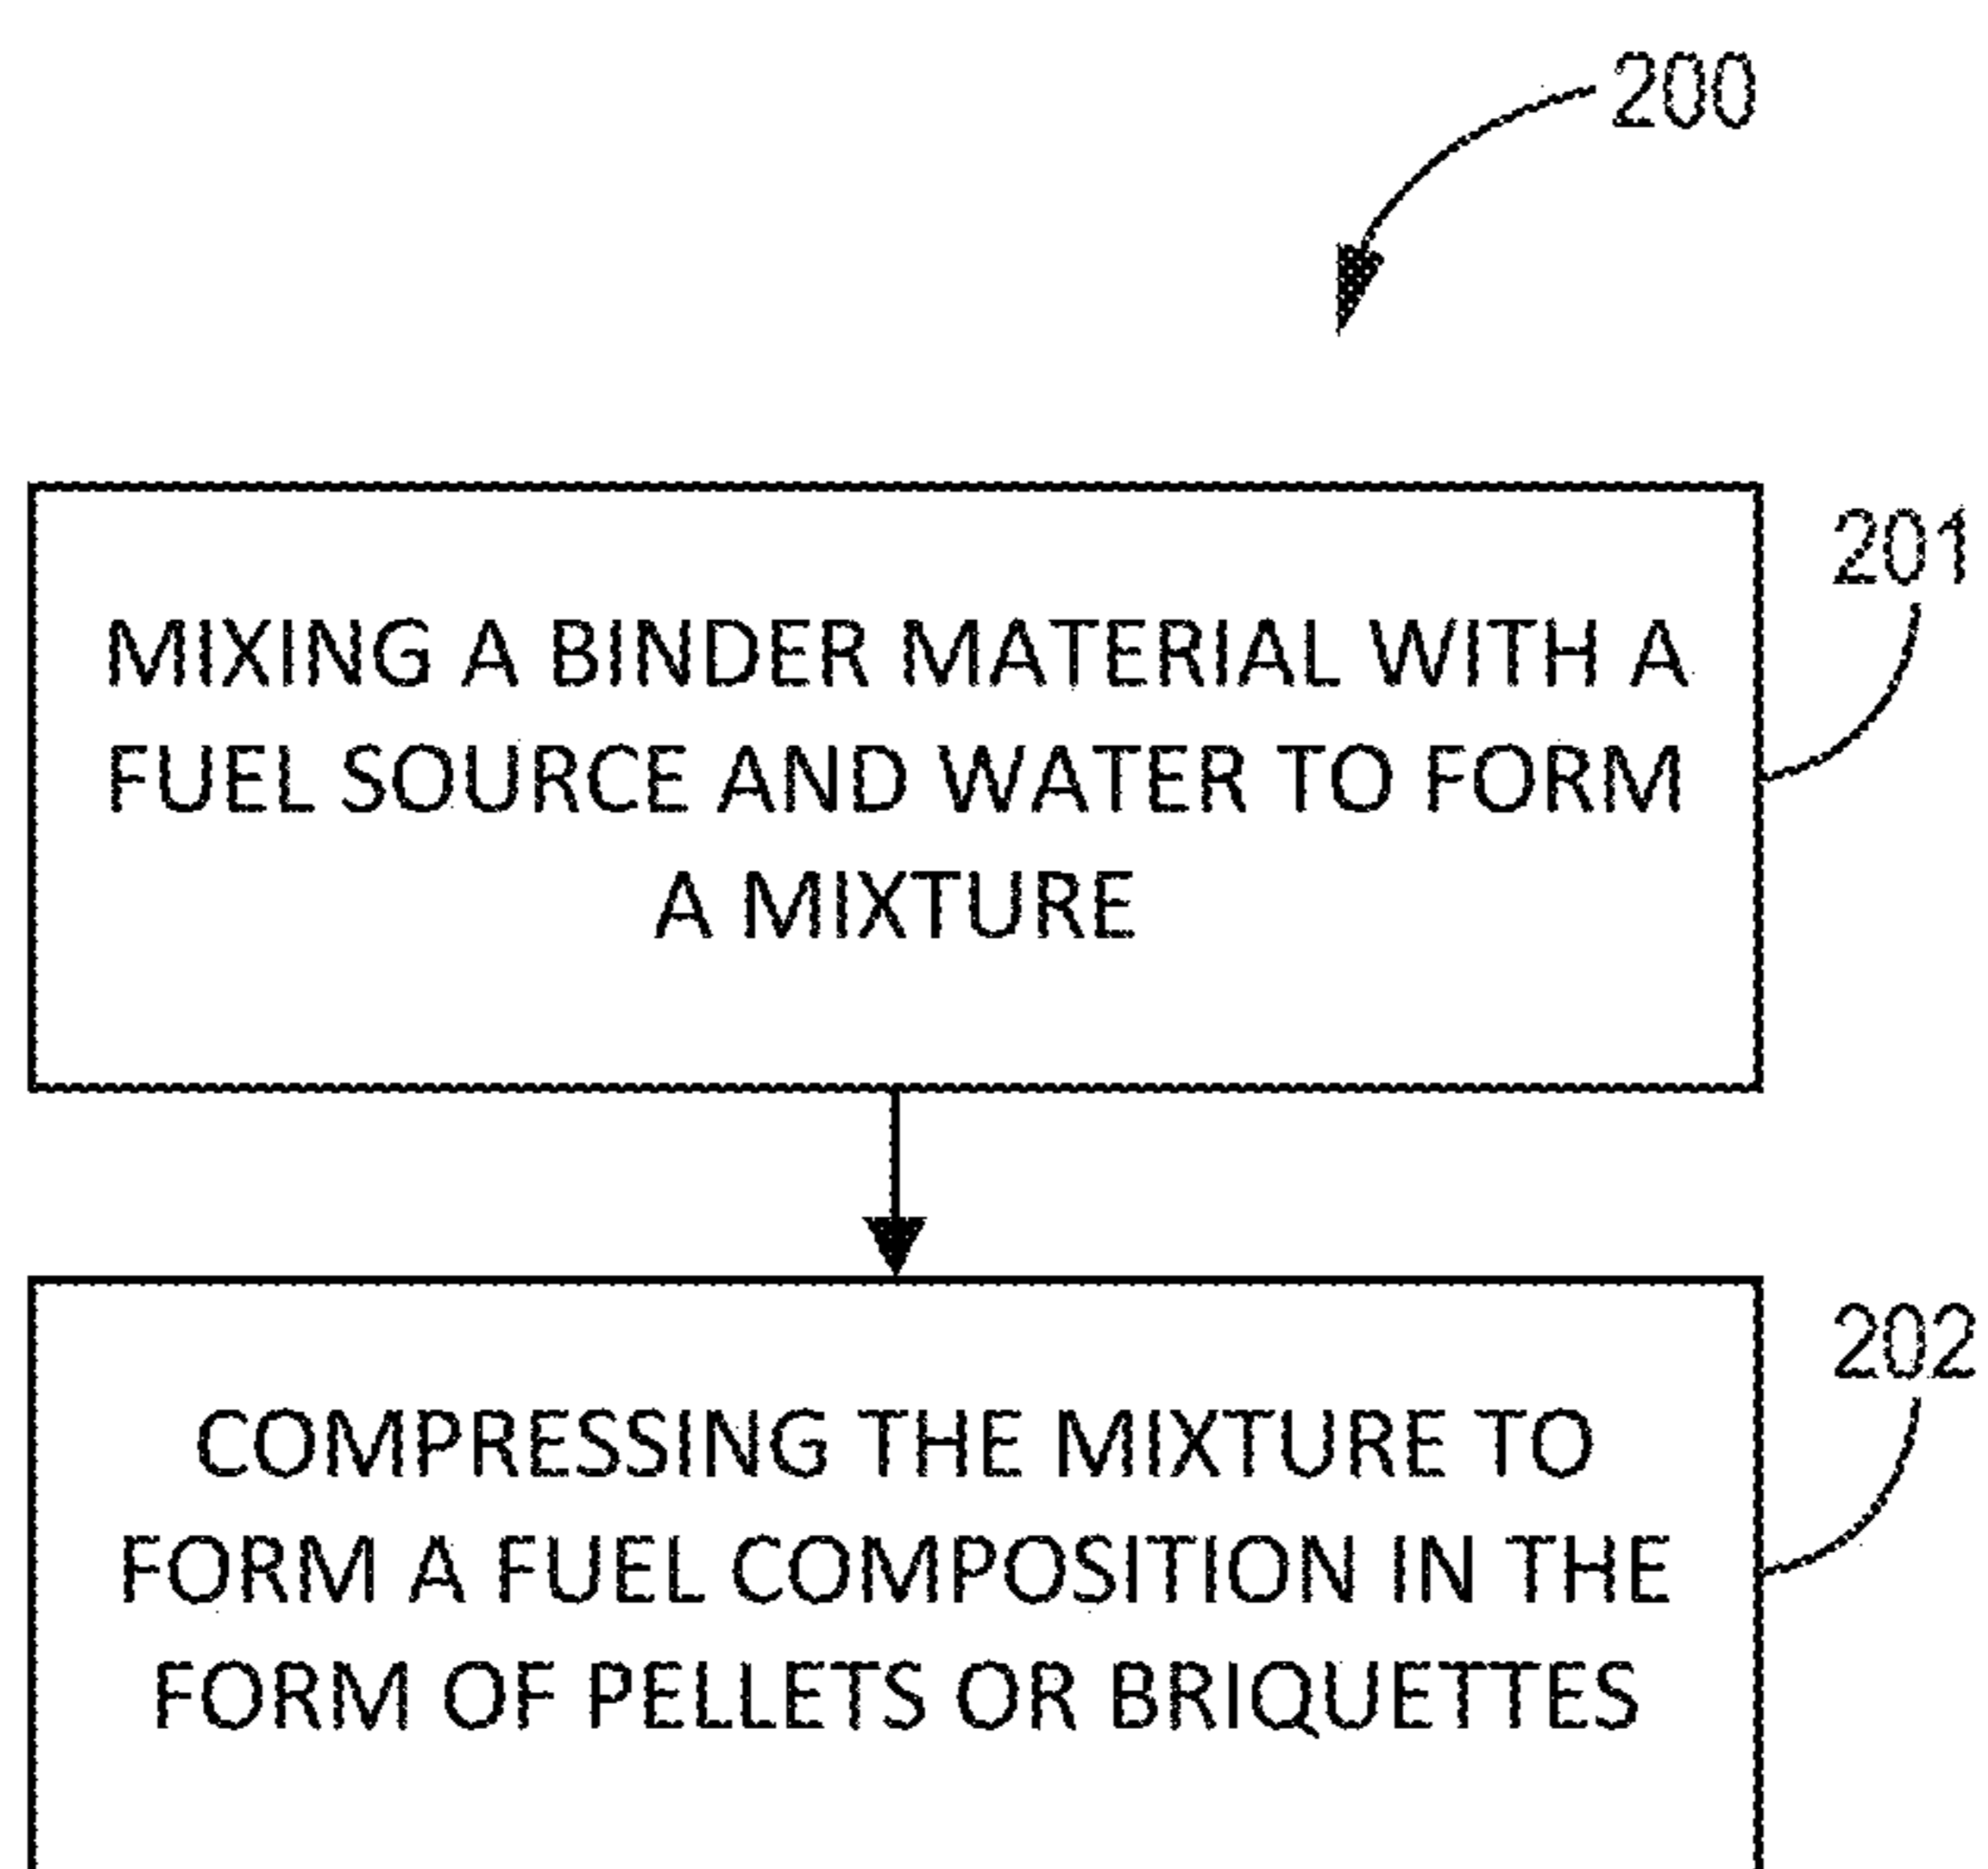 200
201
MIXING A BINDER MATERIAL WITH A
FUEL SOURCE AND WATER TO FORM
A MIXTURE
202
COMPRESSING THE MIXTURE TO
FORM A FUEL COMPOSITION IN THE
FORM OF PELLETS OR BRIQUETTES